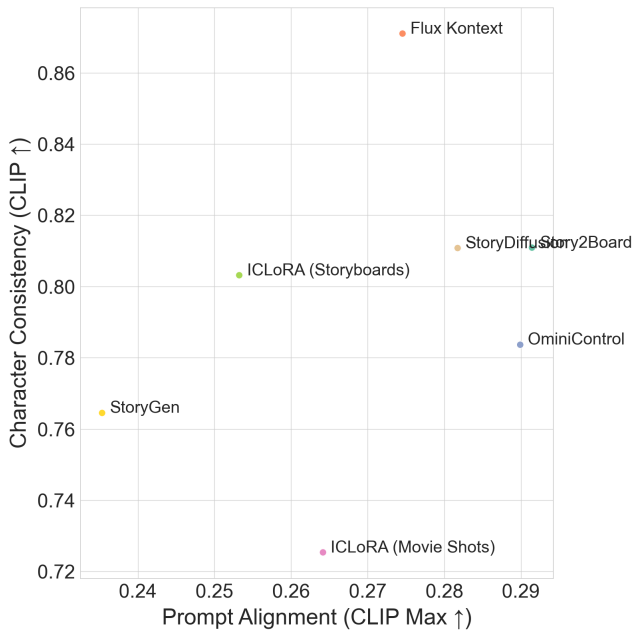 Flux Kontext
0.86
0.84
0.82
StoryDiffusion
Story2Board
0.80
ICLoRA (Storyboards)
0.78
OminiControl
0.76
StoryGen
0.74
ICLoRA (Movie Shots)
0.72
0.24 0.25 0.26 0.27 0.28 0.29
Prompt Alignment (CLIP Max ↑)
Character Consistency (CLIP ↑)